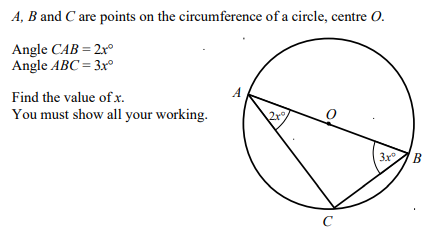 A, B and C are points on the circumference of a circle, centre O.
Angle CAB = 2x°
Angle ABC = 3x°
Find the value of x.
You must show all your working.
A
2x°
O
3x°
B
C